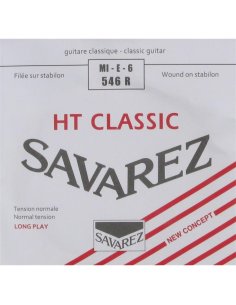 guitare classique - classic guitar
Filée sur stabilon
MI - E - 6
546 R
Wound on stabilon
HT CLASSIC
SAVAREZ
Tension normale
Normal tension
LONG PLAY
SAVAREZ
NEW CONCEPT